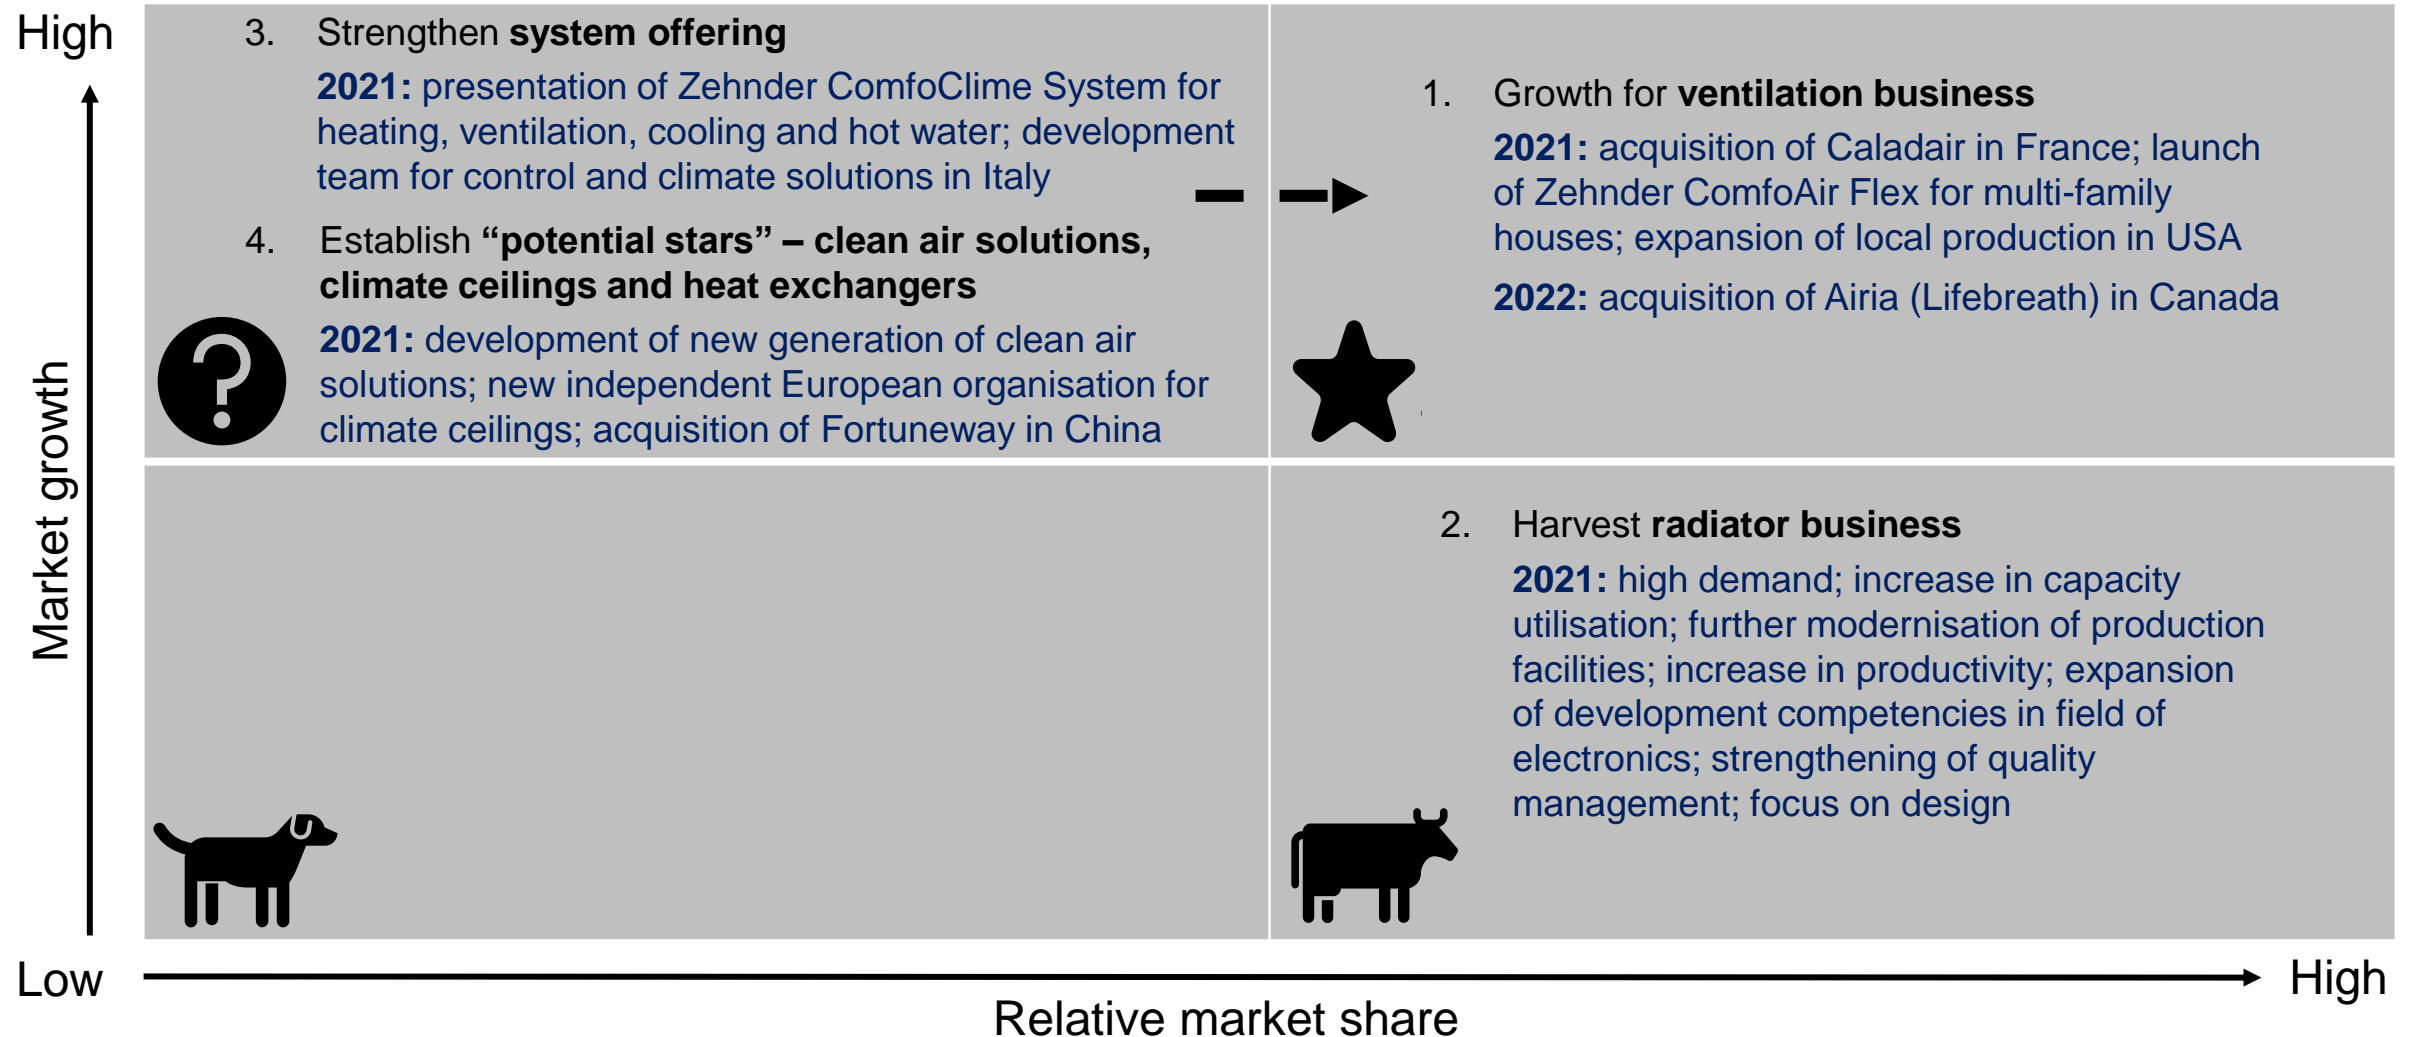 High
3. Strengthen system offering
2021: presentation of Zehnder ComfoClime System for
heating, ventilation, cooling and hot water; development
team for control and climate solutions in Italy
4. Establish “potential stars” – clean air solutions,
climate ceilings and heat exchangers
2021: development of new generation of clean air
solutions; new independent European organisation for
climate ceilings; acquisition of Fortuneway in China
1. Growth for ventilation business
2021: acquisition of Caladair in France; launch
of Zehnder ComfoAir Flex for multi-family
houses; expansion of local production in USA
2022: acquisition of Airia (Lifebreath) in Canada
Market growth
2. Harvest radiator business
2021: high demand; increase in capacity
utilisation; further modernisation of production
facilities; increase in productivity; expansion
of development competencies in field of
electronics; strengthening of quality
management; focus on design
Low
High
Relative market share